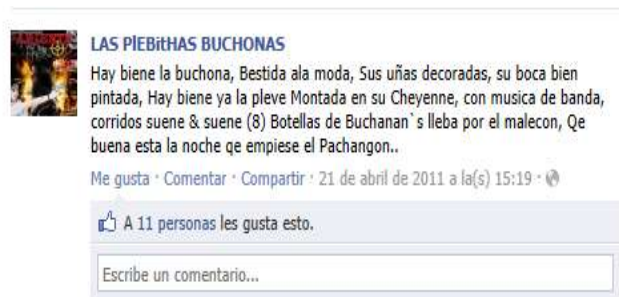 LAS PlEBitHAS BUCHONAS
Hay biene la buchona, Bestida ala moda, Sus uñas decoradas, su boca bien
pintada, Hay biene ya la pleve Montada en su Cheyenne, con musica de banda,
corridos suene & suene (8) Botellas de Buchanan`s lleba por el malecon, Qe
buena esta la noche qe empiese el Pachangon..
Me gusta · Comentar · Compartir · 21 de abril de 2011 a la(s) 15:19 ·
A 11 personas les gusta esto.
Escribe un comentario...